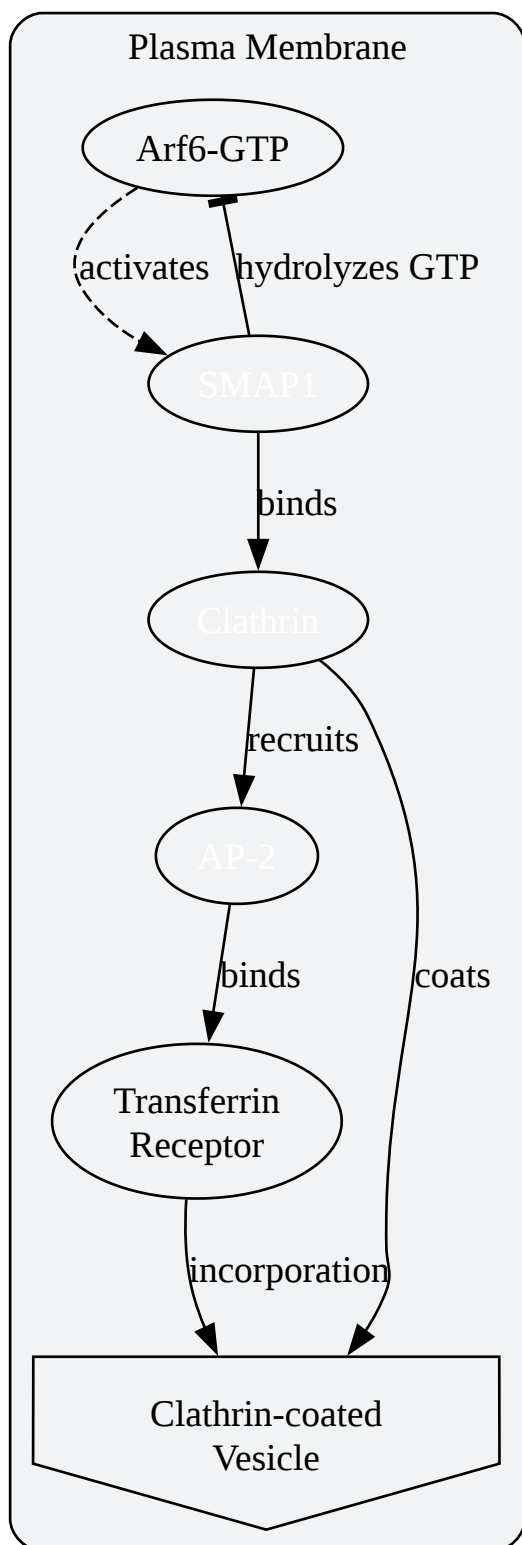 Plasma Membrane
Arf6-GTP
activates
hydrolyzes GTP
SMAP1
binds
Clathrin
recruits
AP-2
binds
coats
Transferrin
Receptor
incorporation
Clathrin-coated
Vesicle